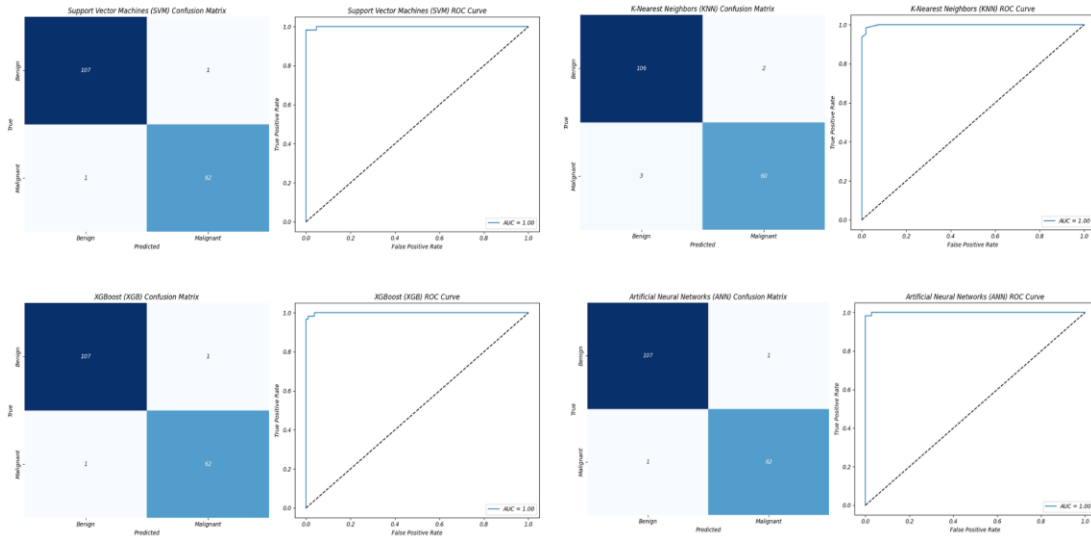 Support Vector Machines (SVM) Confusion Matrix
Benign
Malignant
True
107
1
1
62
Benign
Malignant
Predicted
Support Vector Machines (SVM) ROC Curve
True Positive Rate
1.0
0.8
0.6
0.4
0.2
0.0
AUC = 1.00
0.0 0.2 0.4 0.6 0.8 1.0
False Positive Rate
K-Nearest Neighbors (KNN) Confusion Matrix
Benign
Malignant
True
106
2
3
60
Benign
Malignant
Predicted
K-Nearest Neighbors (KNN) ROC Curve
True Positive Rate
1.0
0.8
0.6
0.4
0.2
0.0
AUC = 1.00
0.0 0.2 0.4 0.6 0.8 1.0
False Positive Rate
XGBoost (XGB) Confusion Matrix
Benign
Malignant
True
107
1
1
62
Benign
Malignant
Predicted
XGBoost (XGB) ROC Curve
True Positive Rate
1.0
0.8
0.6
0.4
0.2
0.0
AUC = 1.00
0.0 0.2 0.4 0.6 0.8 1.0
False Positive Rate
Artificial Neural Networks (ANN) Confusion Matrix
Benign
Malignant
True
107
1
1
62
Benign
Malignant
Predicted
Artificial Neural Networks (ANN) ROC Curve
True Positive Rate
1.0
0.8
0.6
0.4
0.2
0.0
AUC = 1.00
0.0 0.2 0.4 0.6 0.8 1.0
False Positive Rate